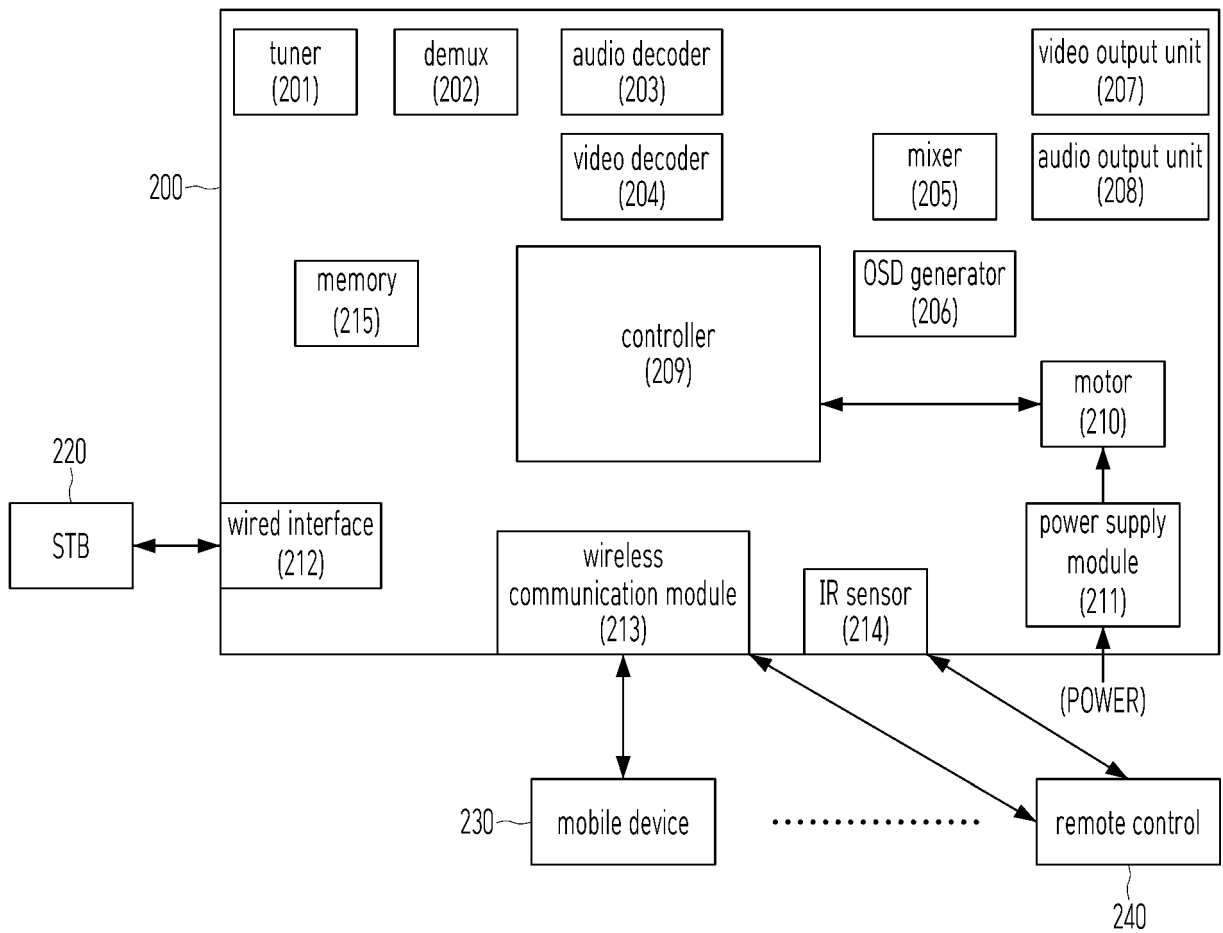 tuner
(201)
demux
(202)
audio decoder
(203)
video output unit
(207)
video decoder
(204)
mixer
(205)
audio output unit
(208)
200
memory
(215)
controller
(209)
OSD generator
(206)
motor
(210)
220
STB
wired interface
(212)
wireless
communication module
(213)
IR sensor
(214)
power supply
module
(211)
(POWER)
230
mobile device
remote control
240